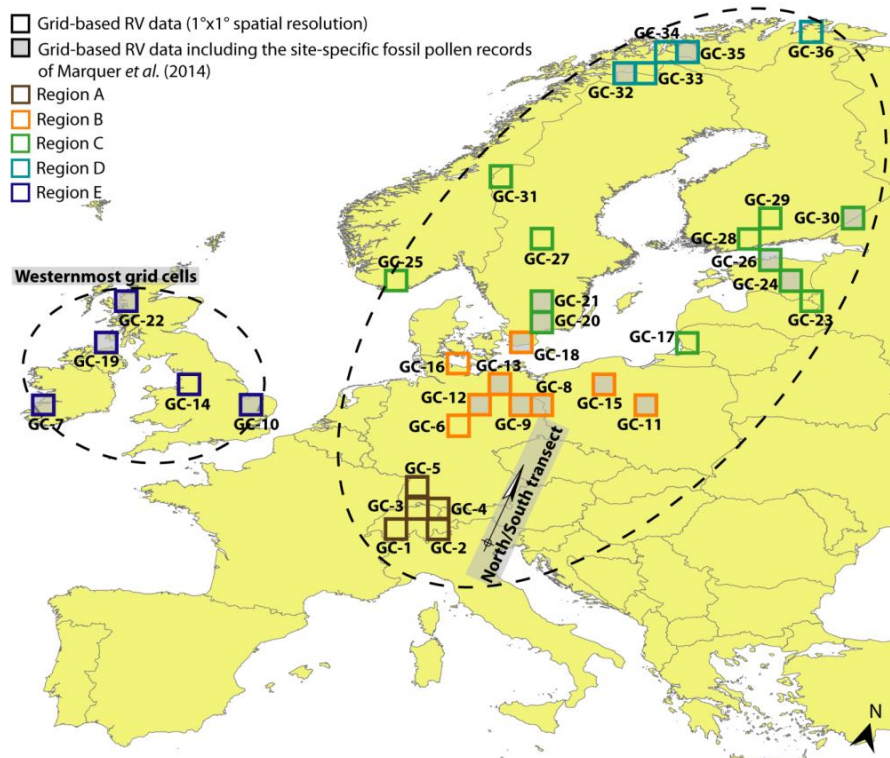 Grid-based RV data (1°x1° spatial resolution)
Grid-based RV data including the site-specific fossil pollen records
of Marquer et al. (2014)
Region A
Region B
Region C
Region D
Region E
GC-34
GC-35
GC-36
GC-32
GC-33
GC-31
GC-29
GC-30
GC-28
GC-27
GC-26
GC-25
GC-24
GC-23
Westernmost grid cells
GC-22
GC-21
GC-20
GC-19
GC-18
GC-17
GC-16
GC-13
GC-14
GC-12
GC-8
GC-15
GC-7
GC-10
GC-6
GC-9
GC-11
GC-5
GC-3
GC-4
GC-1
GC-2
North/South transect
N